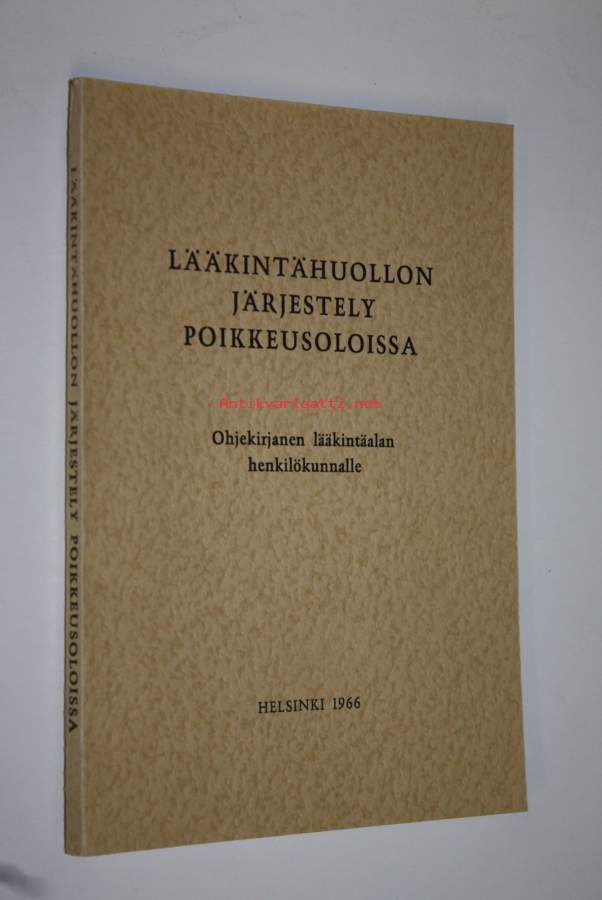 LÄÄKINTÄHUOLLON JÄRJESTELY POIKKEUSOLOISSA
LÄÄKINTÄHUOLLON
JÄRJESTELY
POIKKEUSOLOISSA
Antikvariaatti.net
Ohjekirjanen lääkintäalan
henkilökunnalle
HELSINKI 1966